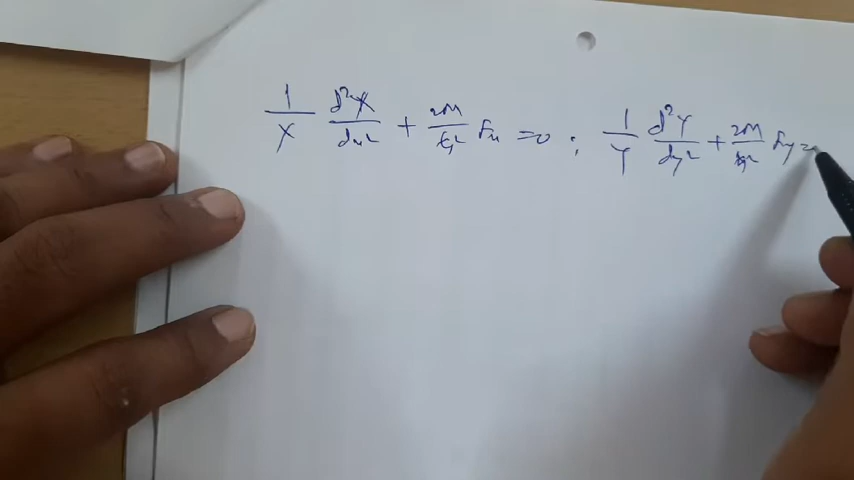 1/X d²X/dx² + 2M/ħ² Ex = 0 ; 1/Y d²Y/dy² + 2M/ħ² Ey =